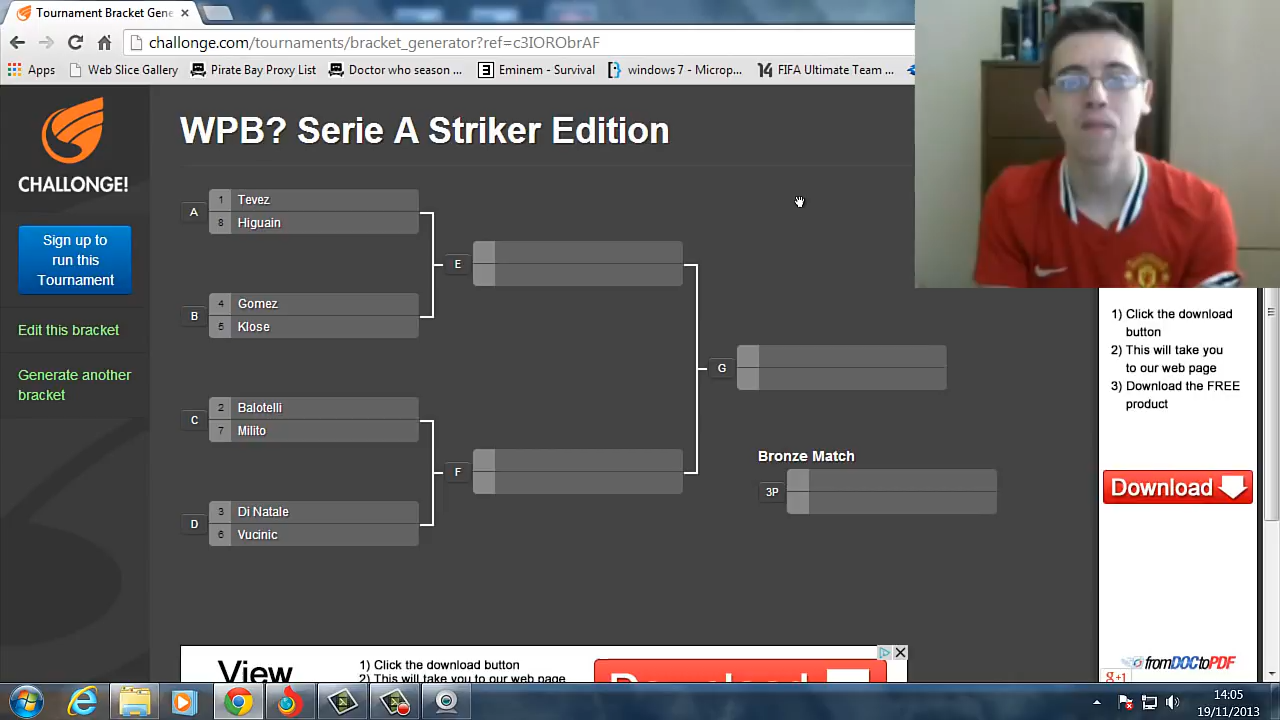 Tournament Bracket Gene
challonge.com/tournaments/bracket_generator?ref=c3IORObrAF
Apps
Web Slice Gallery
Pirate Bay Proxy List
Doctor who season ...
Eminem - Survival
windows 7 - Microp...
FIFA Ultimate Team ...
CHALLONGE!
Sign up to
run this
Tournament
Edit this bracket
Generate another
bracket
WPB? Serie A Striker Edition
A
1 Tevez
8 Higuain
E
B
4 Gomez
5 Klose
G
C
2 Balotelli
7 Milito
F
Bronze Match
3P
D
3 Di Natale
6 Vucinic
1) Click the download
button
2) This will take you
to our web page
3) Download the FREE
product
Download
fromDOCtoPDF
g+1
View
1) Click the download button
2) This will take you to our web page
Download
14:05
19/11/2013